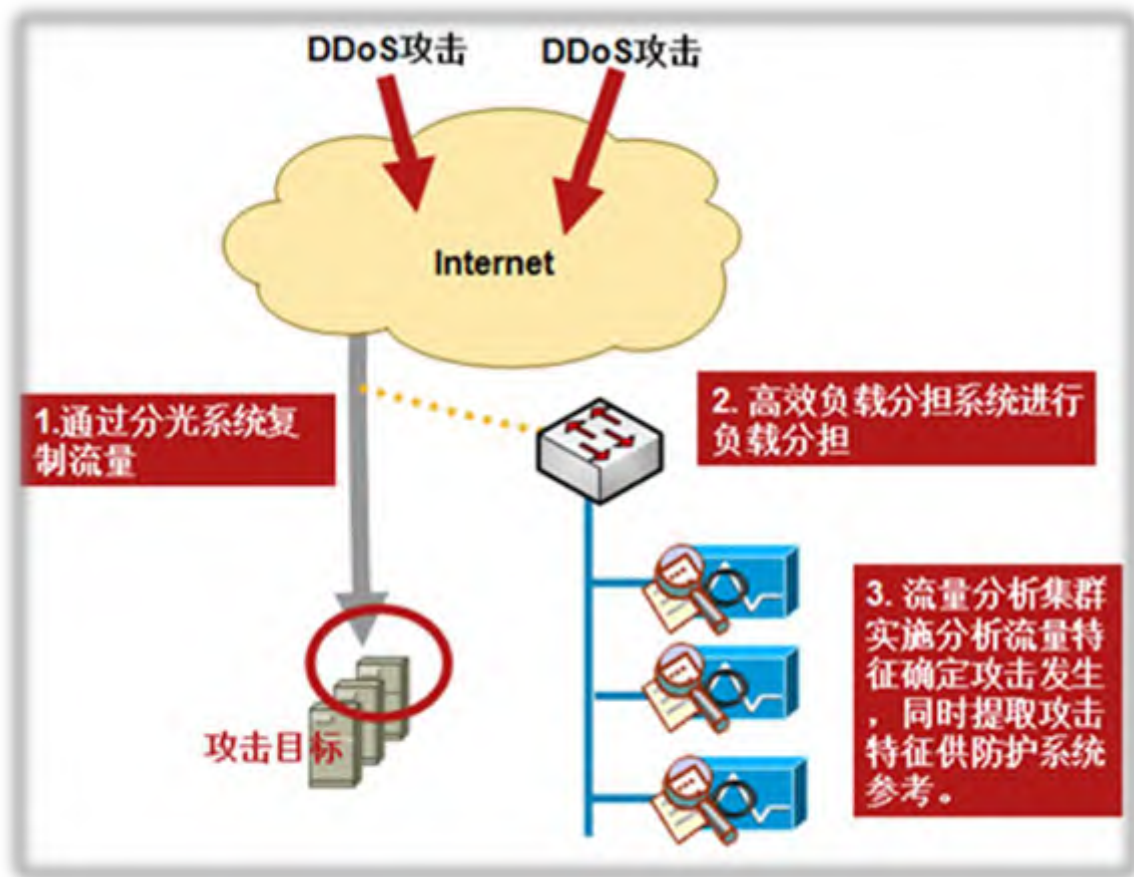 DDoS攻击
DDoS攻击
Internet
1.通过分光系统复
制流量
2. 高效负载分担系统进行
负载分担
3. 流量分析集群
实施分析流量特
征确定攻击发生
，同时提取攻击
特征供防护系统
参考。
攻击目标